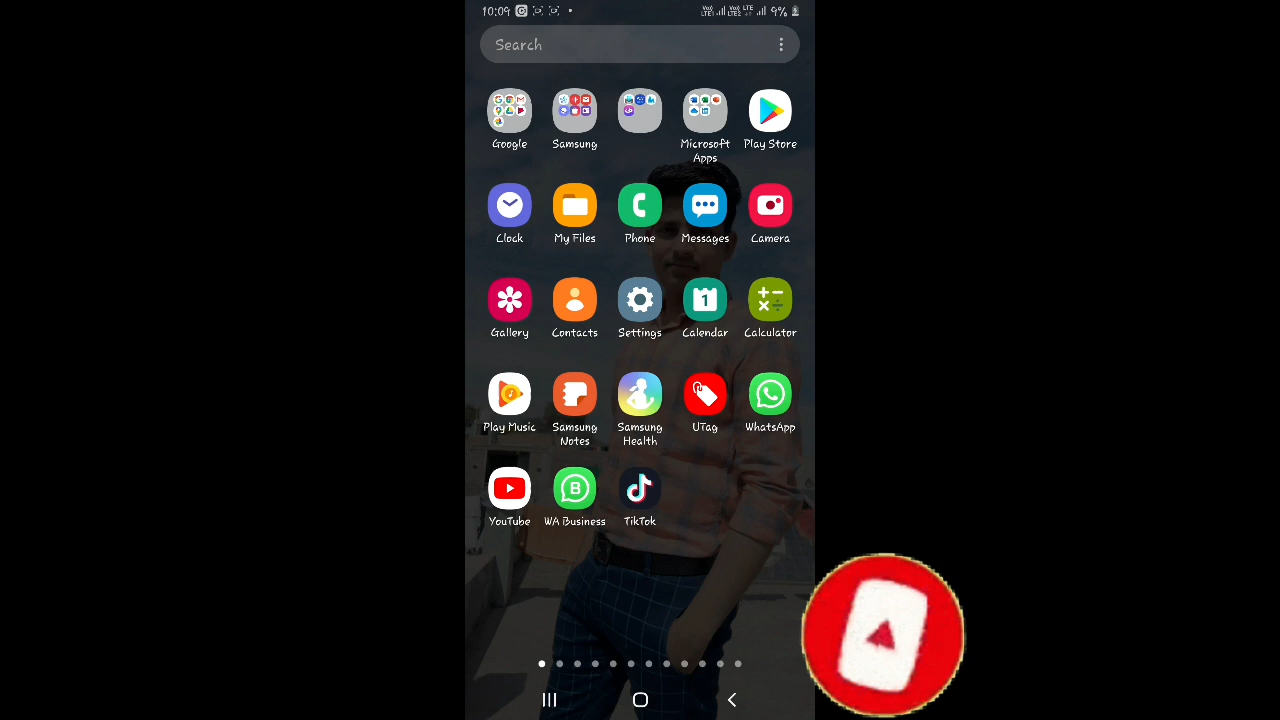 10:09 9%
Search
Google Samsung Microsoft Apps Play Store
Clock My Files Phone Messages Camera
1
Gallery Contacts Settings Calendar Calculator
Play Music Samsung Notes Samsung Health UTag WhatsApp
B
YouTube WA Business TikTok